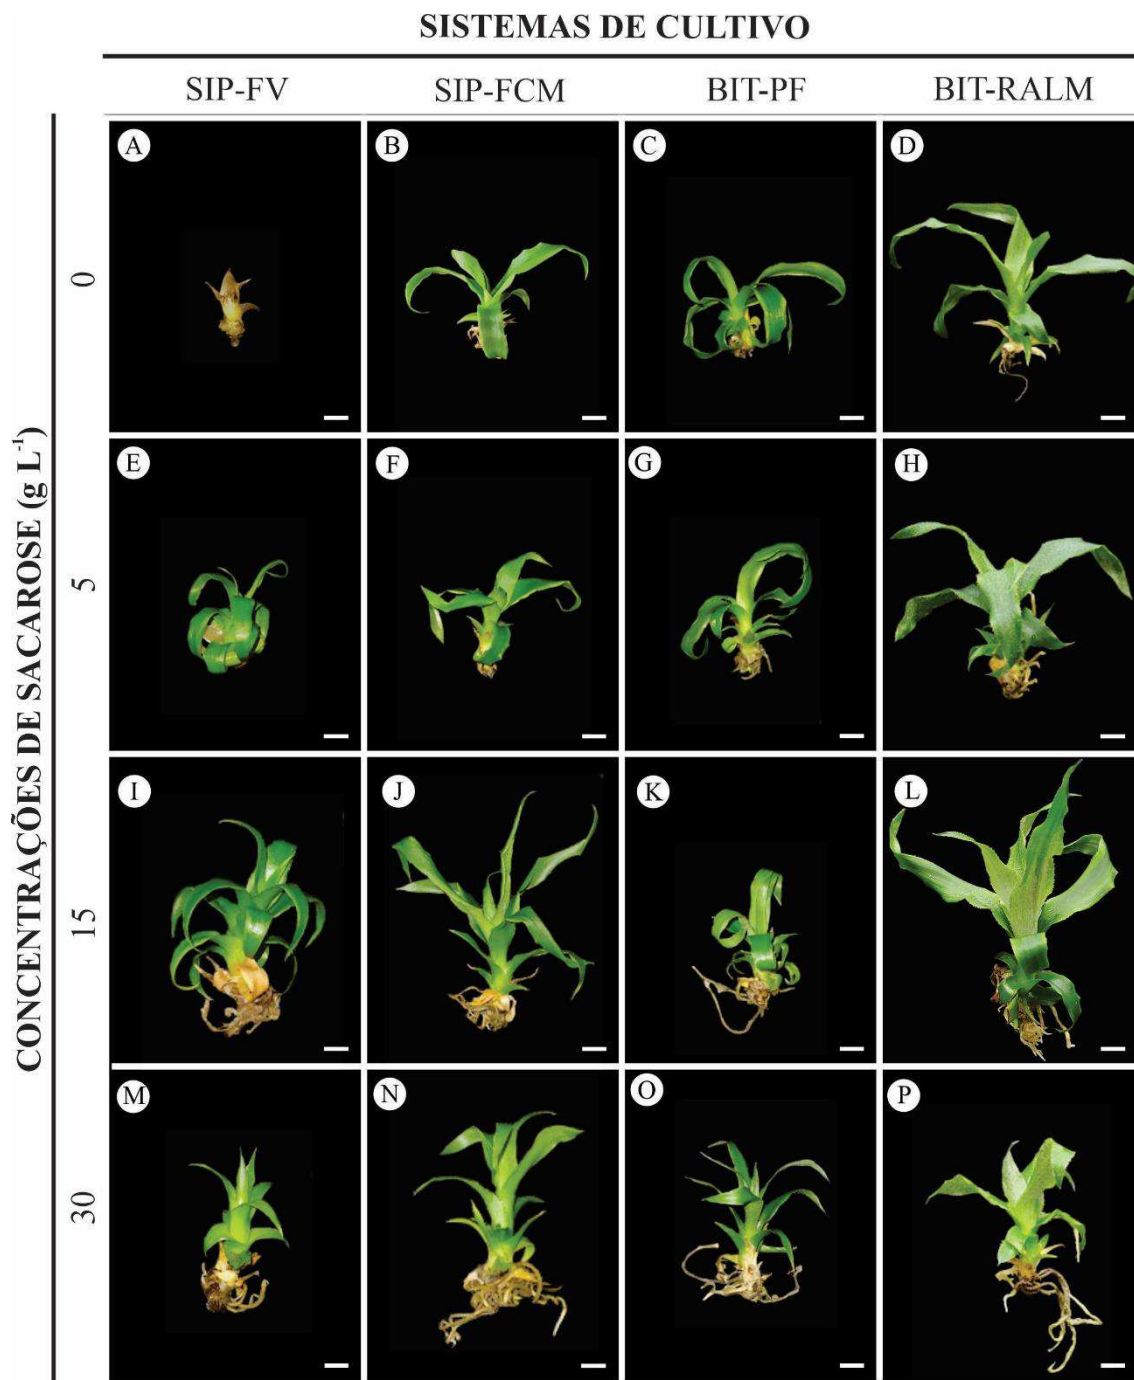 SISTEMAS DE CULTIVO
SIP-FV SIP-FCM BIT-PF BIT-RALM
CONCENTRAÇÕES DE SACAROSE (g L⁻¹)
0
A B C D
5
E F G H
15
I J K L
30
M N O P